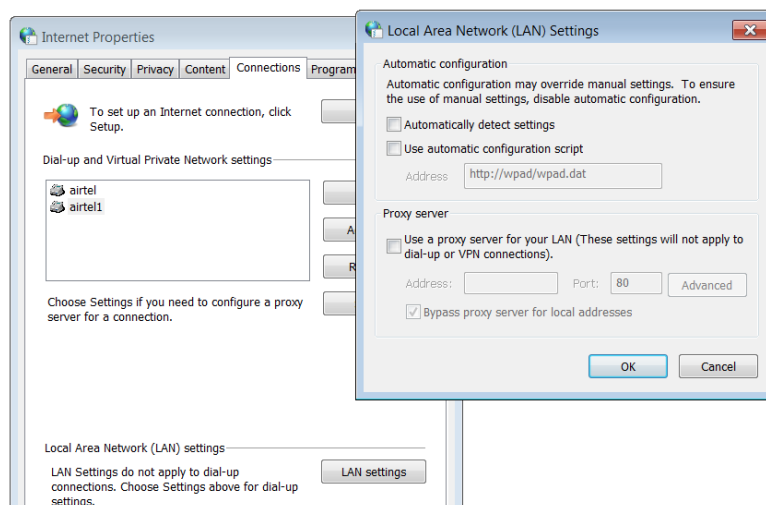 Internet Properties
General Security Privacy Content Connections Program
To set up an Internet connection, click
Setup.
Dial-up and Virtual Private Network settings
airtel
airtel1
A
R
Choose Settings if you need to configure a proxy
server for a connection.
Local Area Network (LAN) settings
LAN Settings do not apply to dial-up
connections. Choose Settings above for dial-up
settings.
LAN settings
Local Area Network (LAN) Settings
Automatic configuration
Automatic configuration may override manual settings. To ensure
the use of manual settings, disable automatic configuration.
Automatically detect settings
Use automatic configuration script
Address http://wpad/wpad.dat
Proxy server
Use a proxy server for your LAN (These settings will not apply to
dial-up or VPN connections).
Address: Port: 80 Advanced
Bypass proxy server for local addresses
OK Cancel